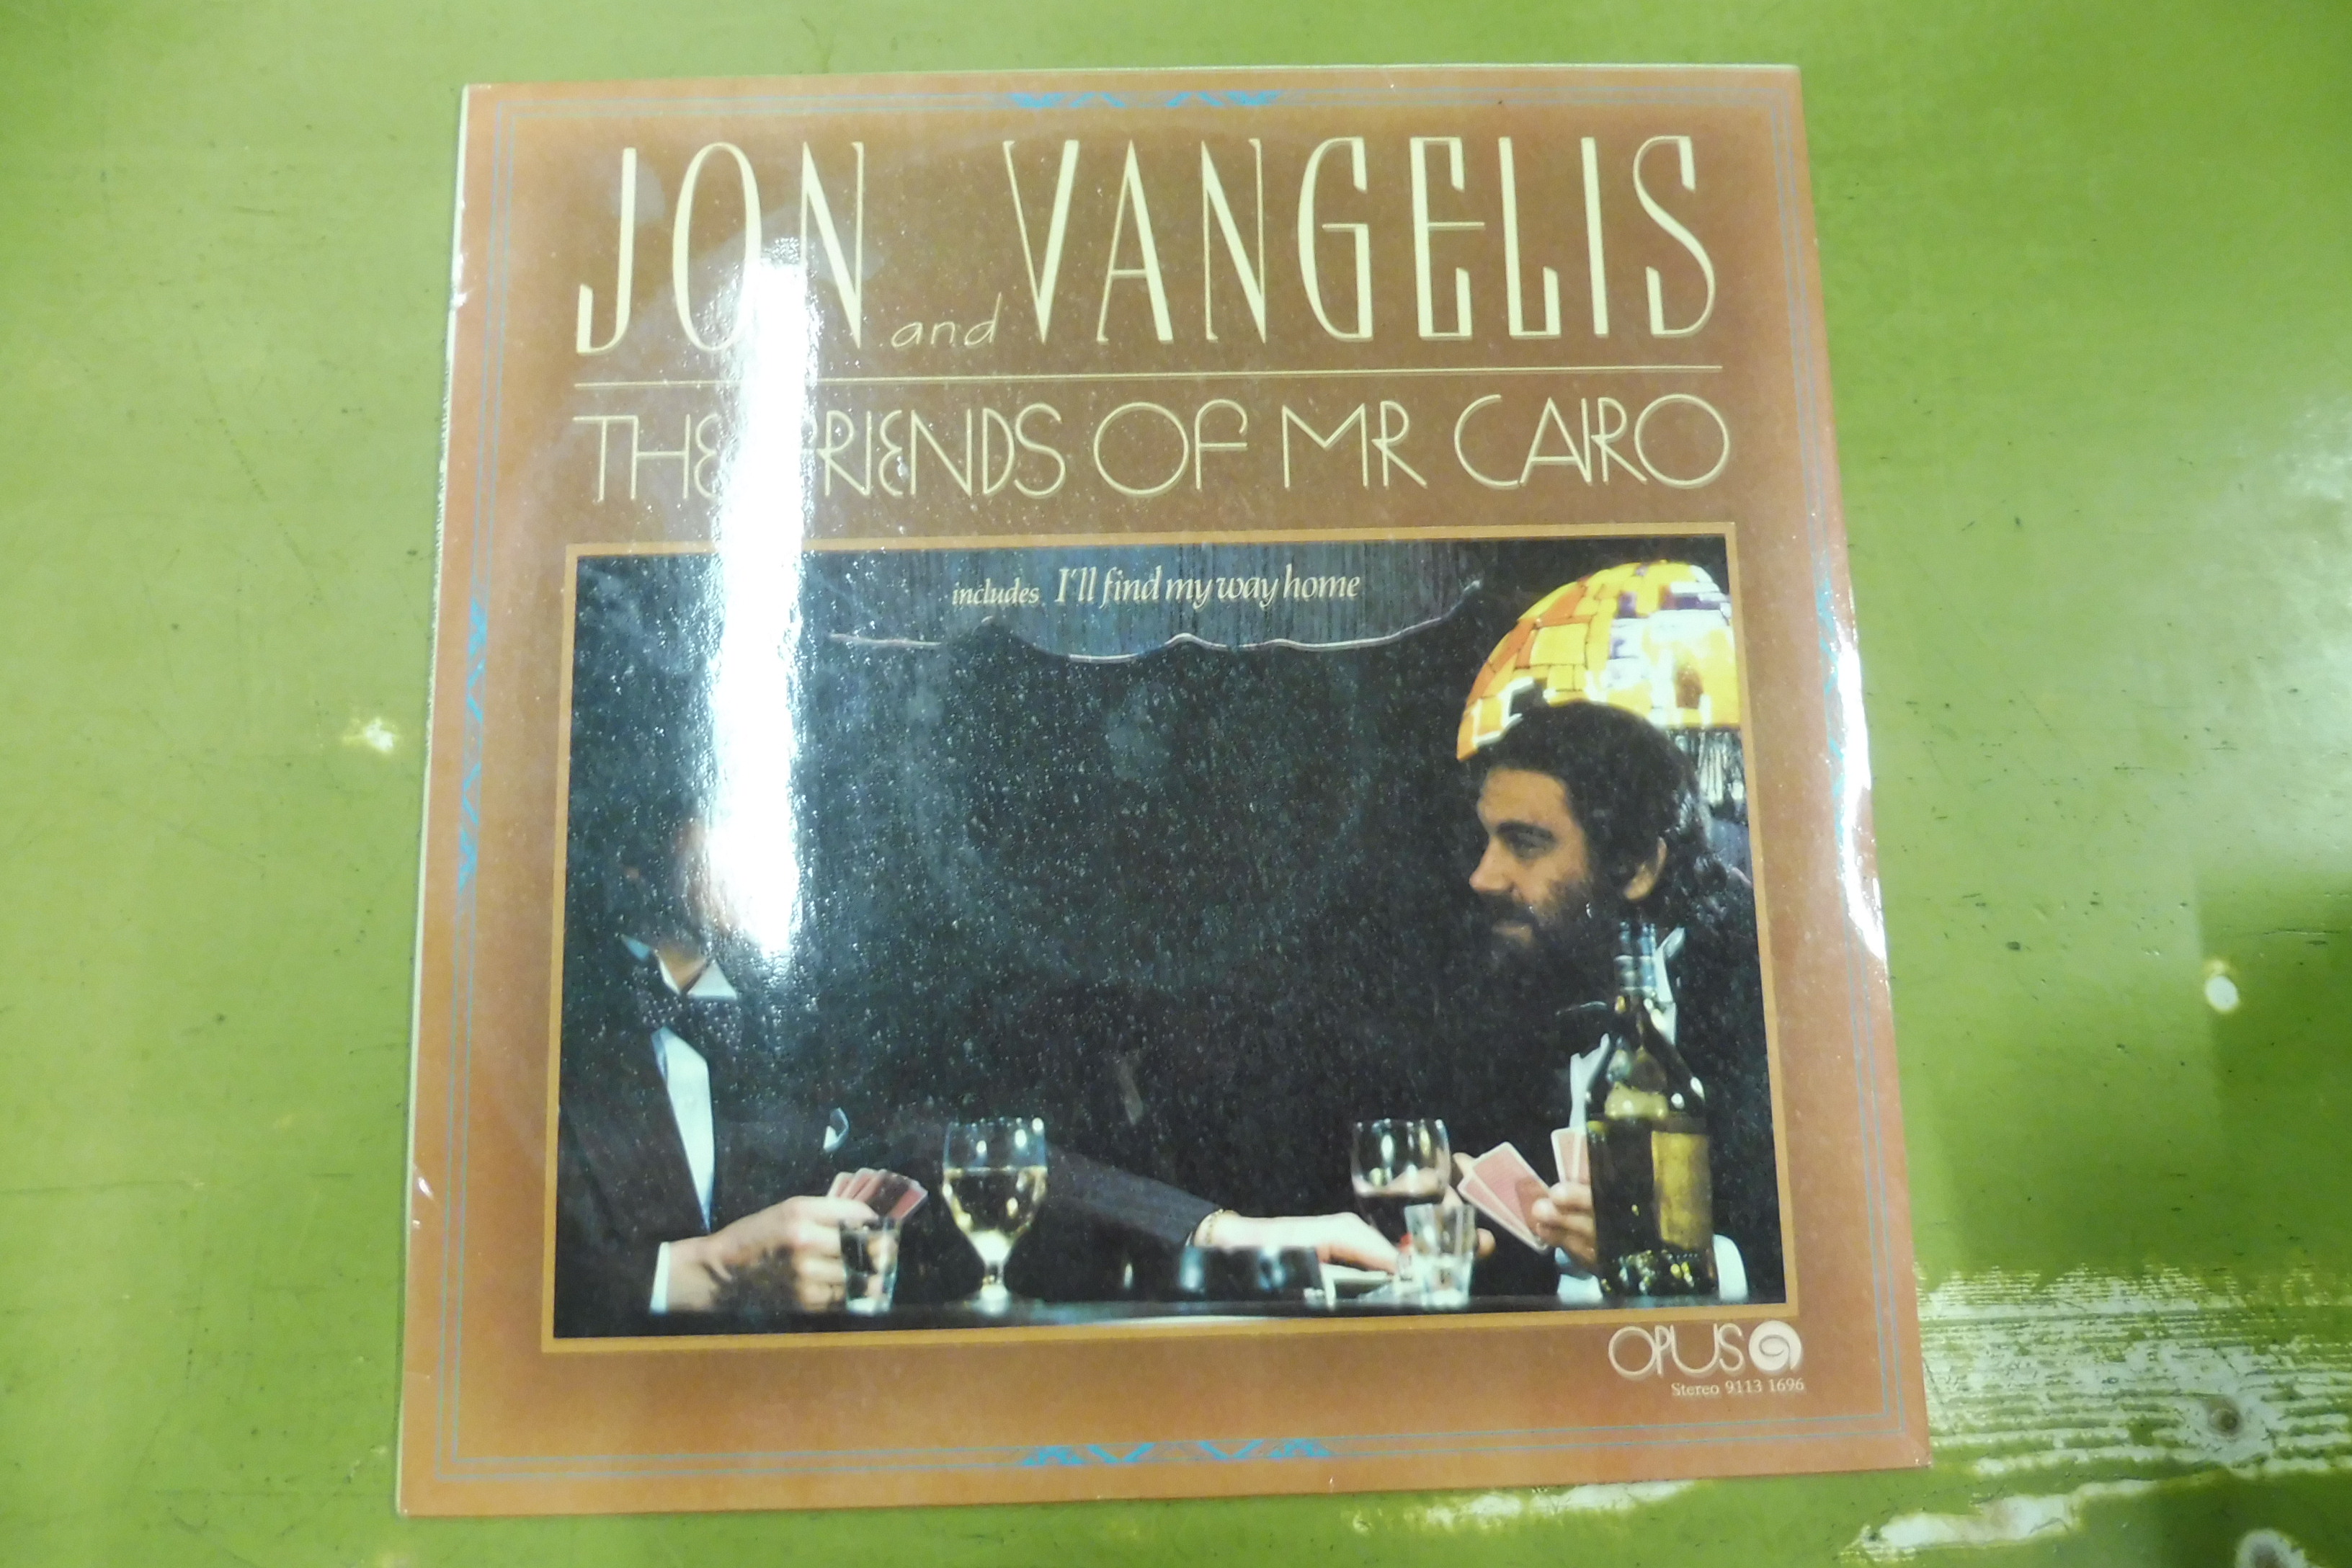 JON and VANGELIS
THE FRIENDS OF MR CAIRO
includes I'll find my way home
OPUS
Stereo 9113 1696